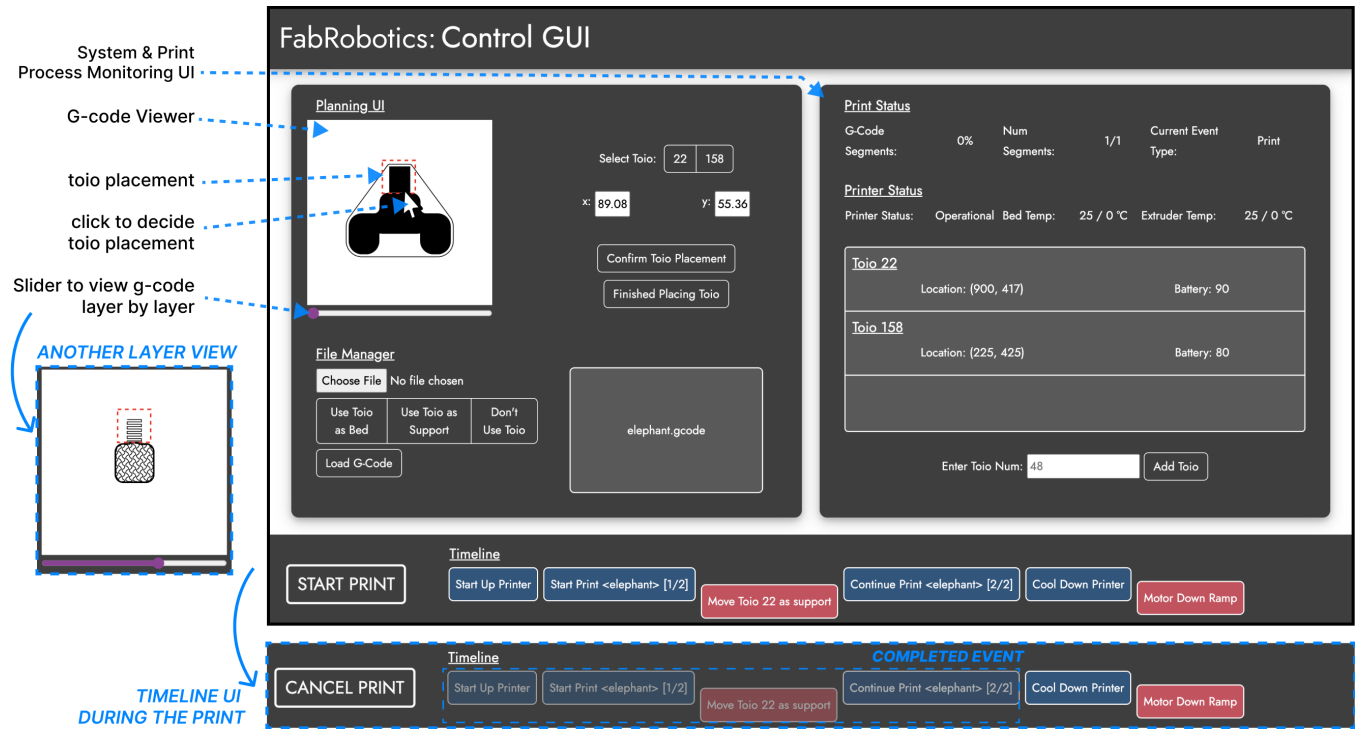 FabRobotics: Control GUI
System & Print
Process Monitoring UI
G-code Viewer
toio placement
click to decide
toio placement
Slider to view g-code
layer by layer
ANOTHER LAYER VIEW
Planning UI
Select Toio: 22 158
x: 89.08 y: 55.36
Confirm Toio Placement
Finished Placing Toio
File Manager
Choose File No file chosen
Use Toio
as Bed
Use Toio as
Support
Don't
Use Toio
Load G-Code
elephant.gcode
Print Status
G-Code
Segments:
0%
Num
Segments:
1/1
Current Event
Type:
Print
Printer Status
Printer Status: Operational Bed Temp: 25 / 0 ℃ Extruder Temp: 25 / 0 ℃
Toio 22
Location: (900, 417) Battery: 90
Toio 158
Location: (225, 425) Battery: 80
Enter Toio Num: 48 Add Toio
START PRINT
Timeline
Start Up Printer
Start Print <elephant> [1/2]
Move Toio 22 as support
Continue Print <elephant> [2/2]
Cool Down Printer
Motor Down Ramp
TIMELINE UI
DURING THE PRINT
CANCEL PRINT
Timeline
COMPLETED EVENT
Start Up Printer
Start Print <elephant> [1/2]
Move Toio 22 as support
Continue Print <elephant> [2/2]
Cool Down Printer
Motor Down Ramp